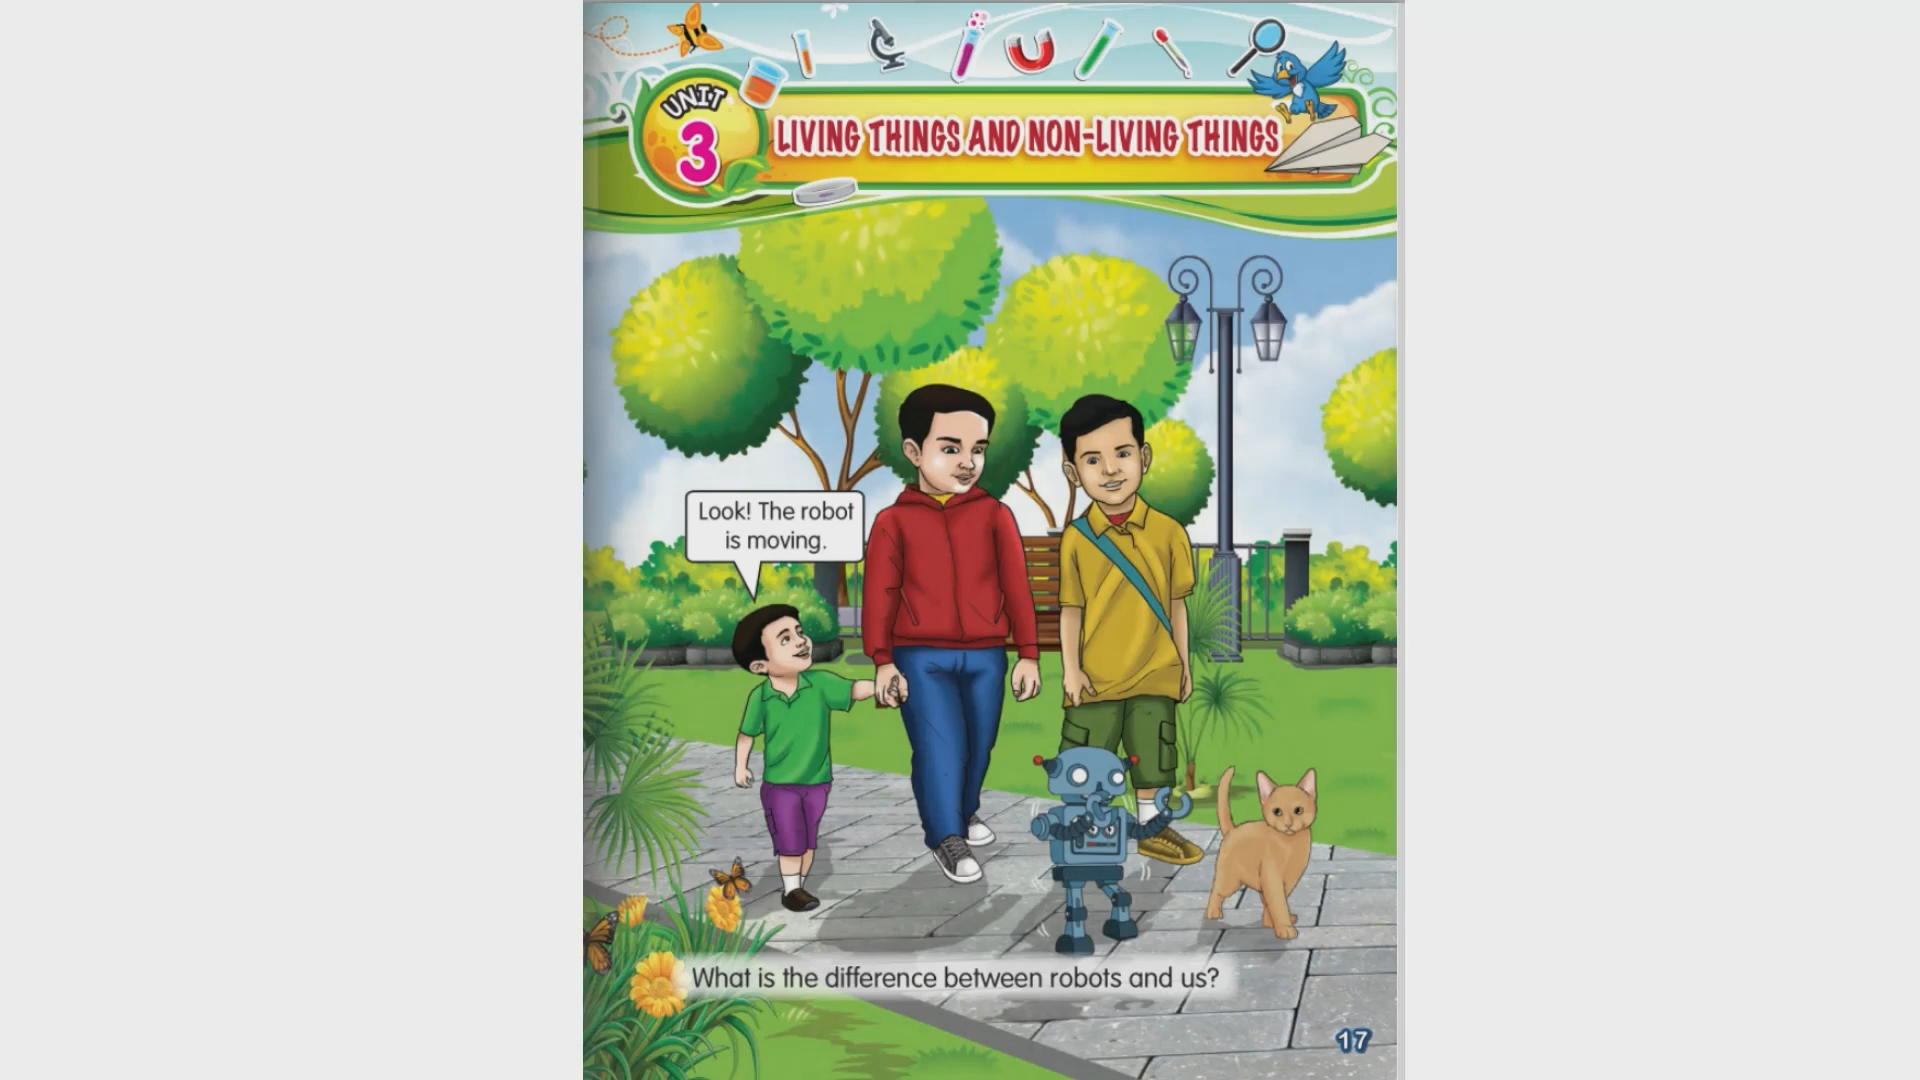 UNIT
3
LIVING THINGS AND NON-LIVING THINGS
Look! The robot
is moving.
What is the difference between robots and us?
17